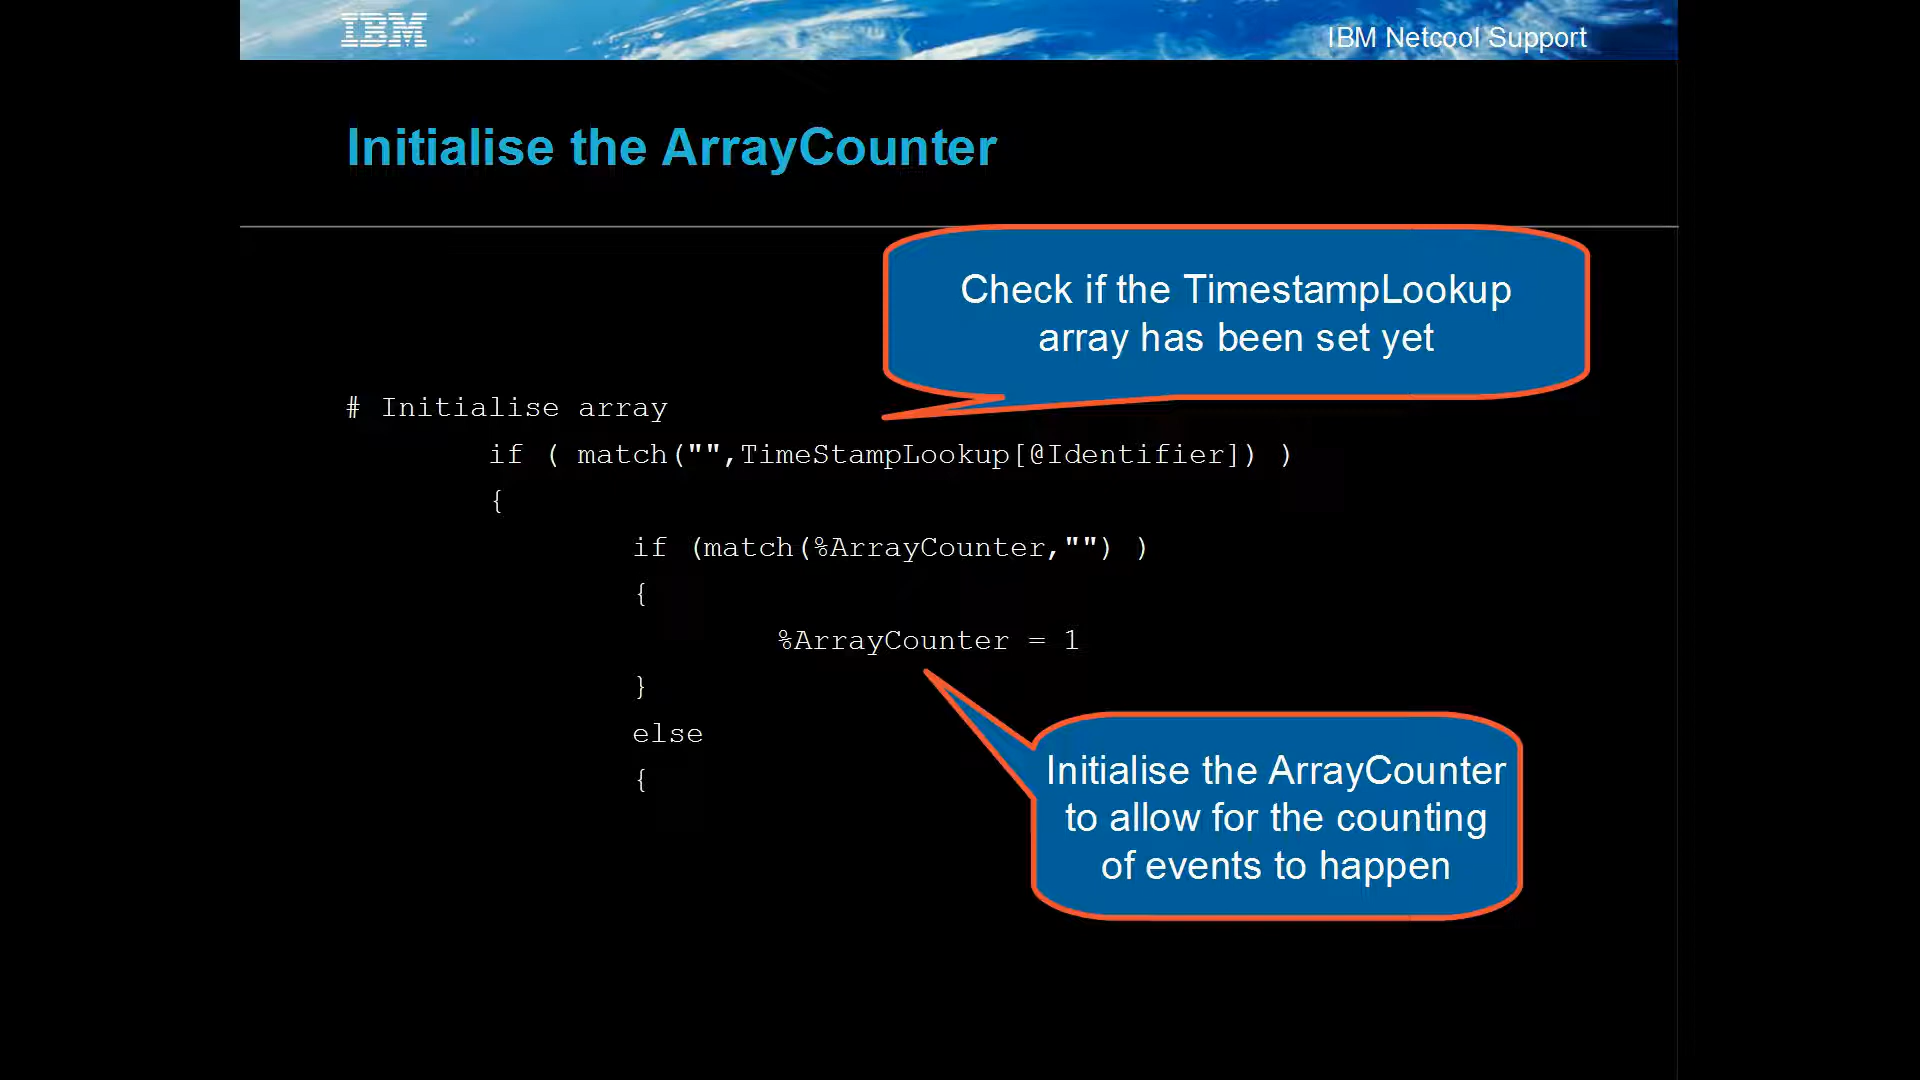 IBM
IBM Netcool Support
Initialise the ArrayCounter
Check if the TimestampLookup
array has been set yet
# Initialise array
if ( match("",TimeStampLookup[@Identifier]) )
{
if (match(%ArrayCounter,"") )
{
%ArrayCounter = 1
}
else
{
Initialise the ArrayCounter
to allow for the counting
of events to happen